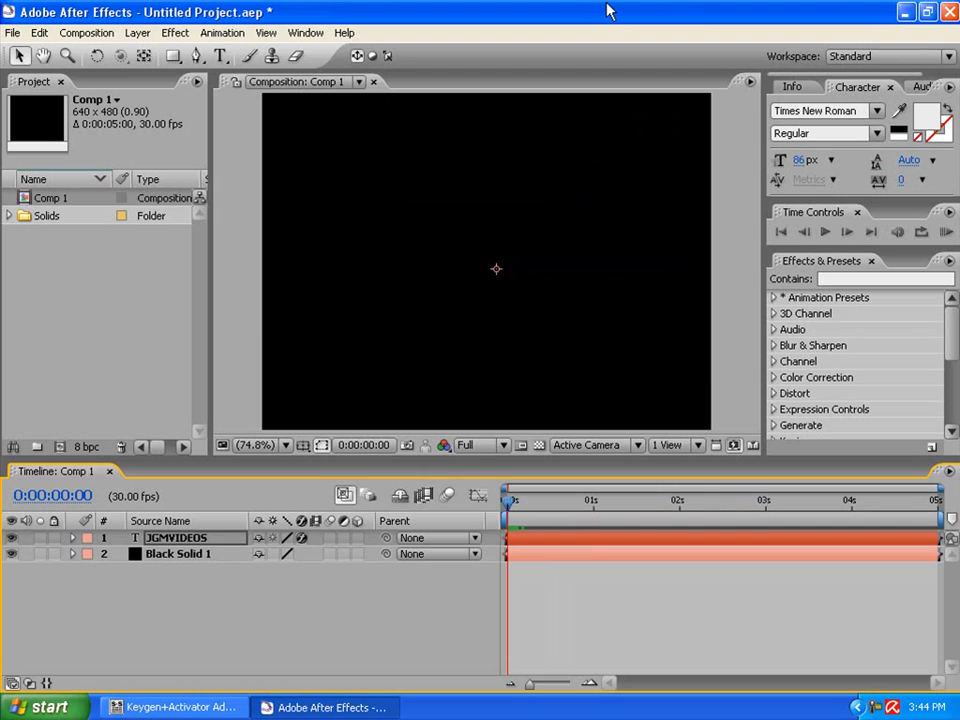 Adobe After Effects - Untitled Project.aep *
File Edit Composition Layer Effect Animation View Window Help
Workspace: Standard
Project
Composition: Comp 1
Info Character
Comp 1
640 x 480 (0.90)
Δ 0:00:05:00, 30.00 fps
Times New Roman
Regular
86 px Auto
Metrics 0
Name Type
Comp 1 Composition
Solids Folder
Time Controls
Effects & Presets
Contains:
* Animation Presets
3D Channel
Audio
Blur & Sharpen
Channel
Color Correction
Distort
Expression Controls
Generate
8 bpc
(74.8%) 0:00:00:00 Full Active Camera 1 View
Timeline: Comp 1
0:00:00:00 (30.00 fps)
01s 02s 03s 04s
# Source Name Parent
1 T JGMVIDEOS None
2 Black Solid 1 None
start Keygen+Activator Ad... Adobe After Effects - ... 3:44 PM